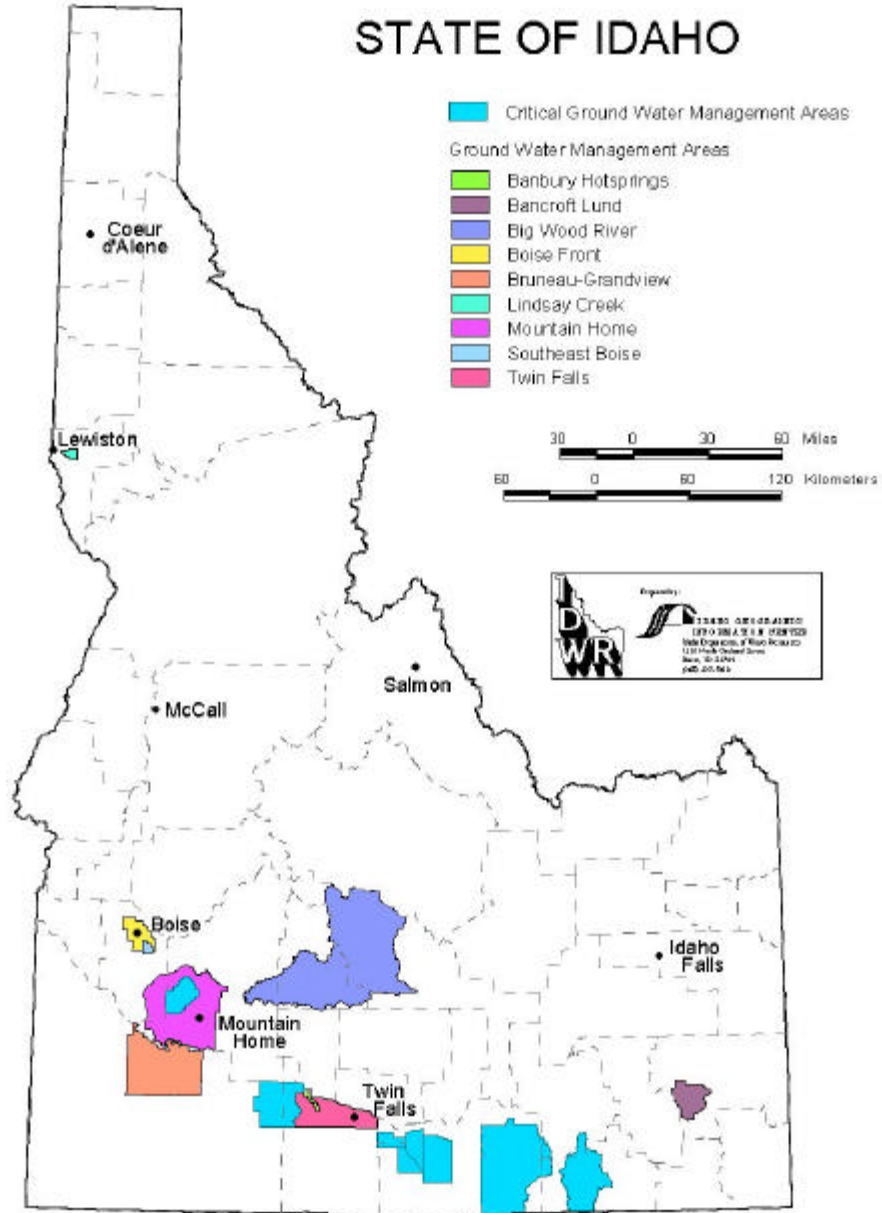 STATE OF IDAHO
Critical Ground Water Management Areas
Ground Water Management Areas
Banbury Hotsprings
Bancroft Lund
Big Wood River
Boise Front
Bruneau-Grandview
Lindsay Creek
Mountain Home
Southeast Boise
Twin Falls
30 0 30 60 Miles
60 0 60 120 Kilometers
IDWR
Coeur
d'Alene
Lewiston
Salmon
McCall
Boise
Idaho
Falls
Mountain
Home
Twin
Falls